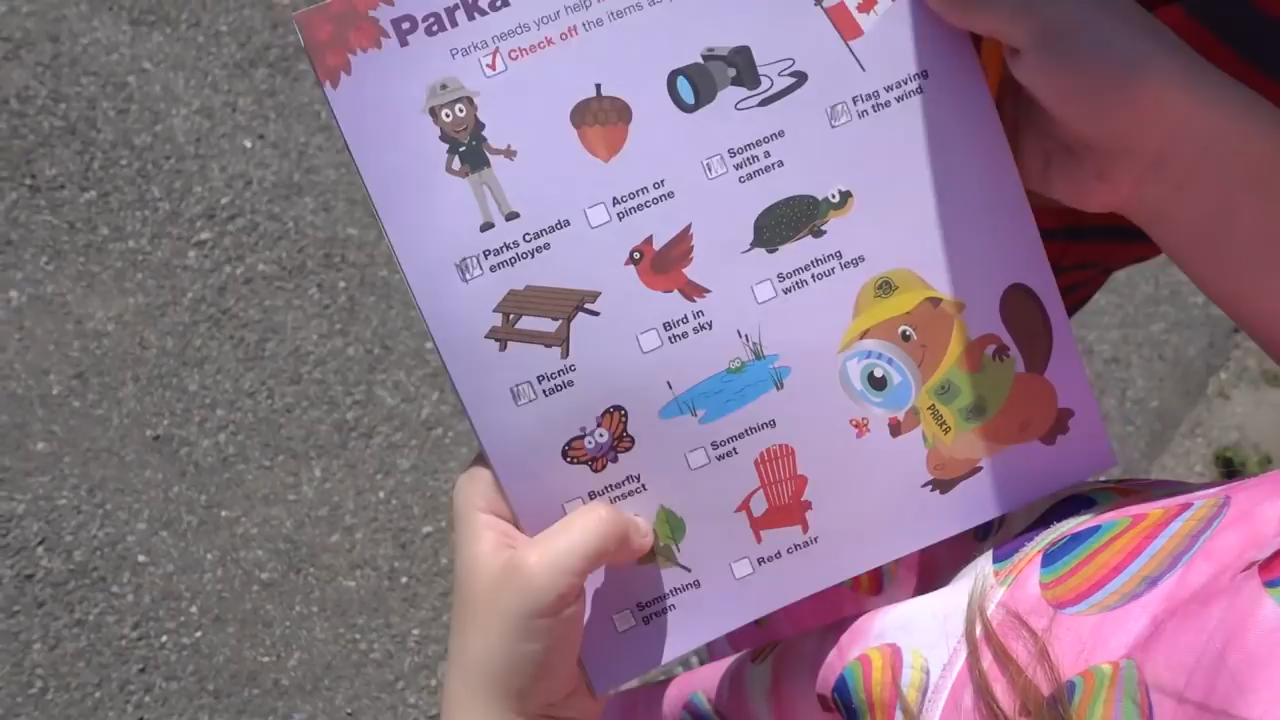 Parka
Parka needs your help
Check off the items as
Parks Canada
employee
Acorn or
pinecone
Someone
with a
camera
Flag waving
in the wind
Picnic
table
Bird in
the sky
Something
with four legs
Butterfly
insect
Something
wet
PARKA
Something
green
Red chair